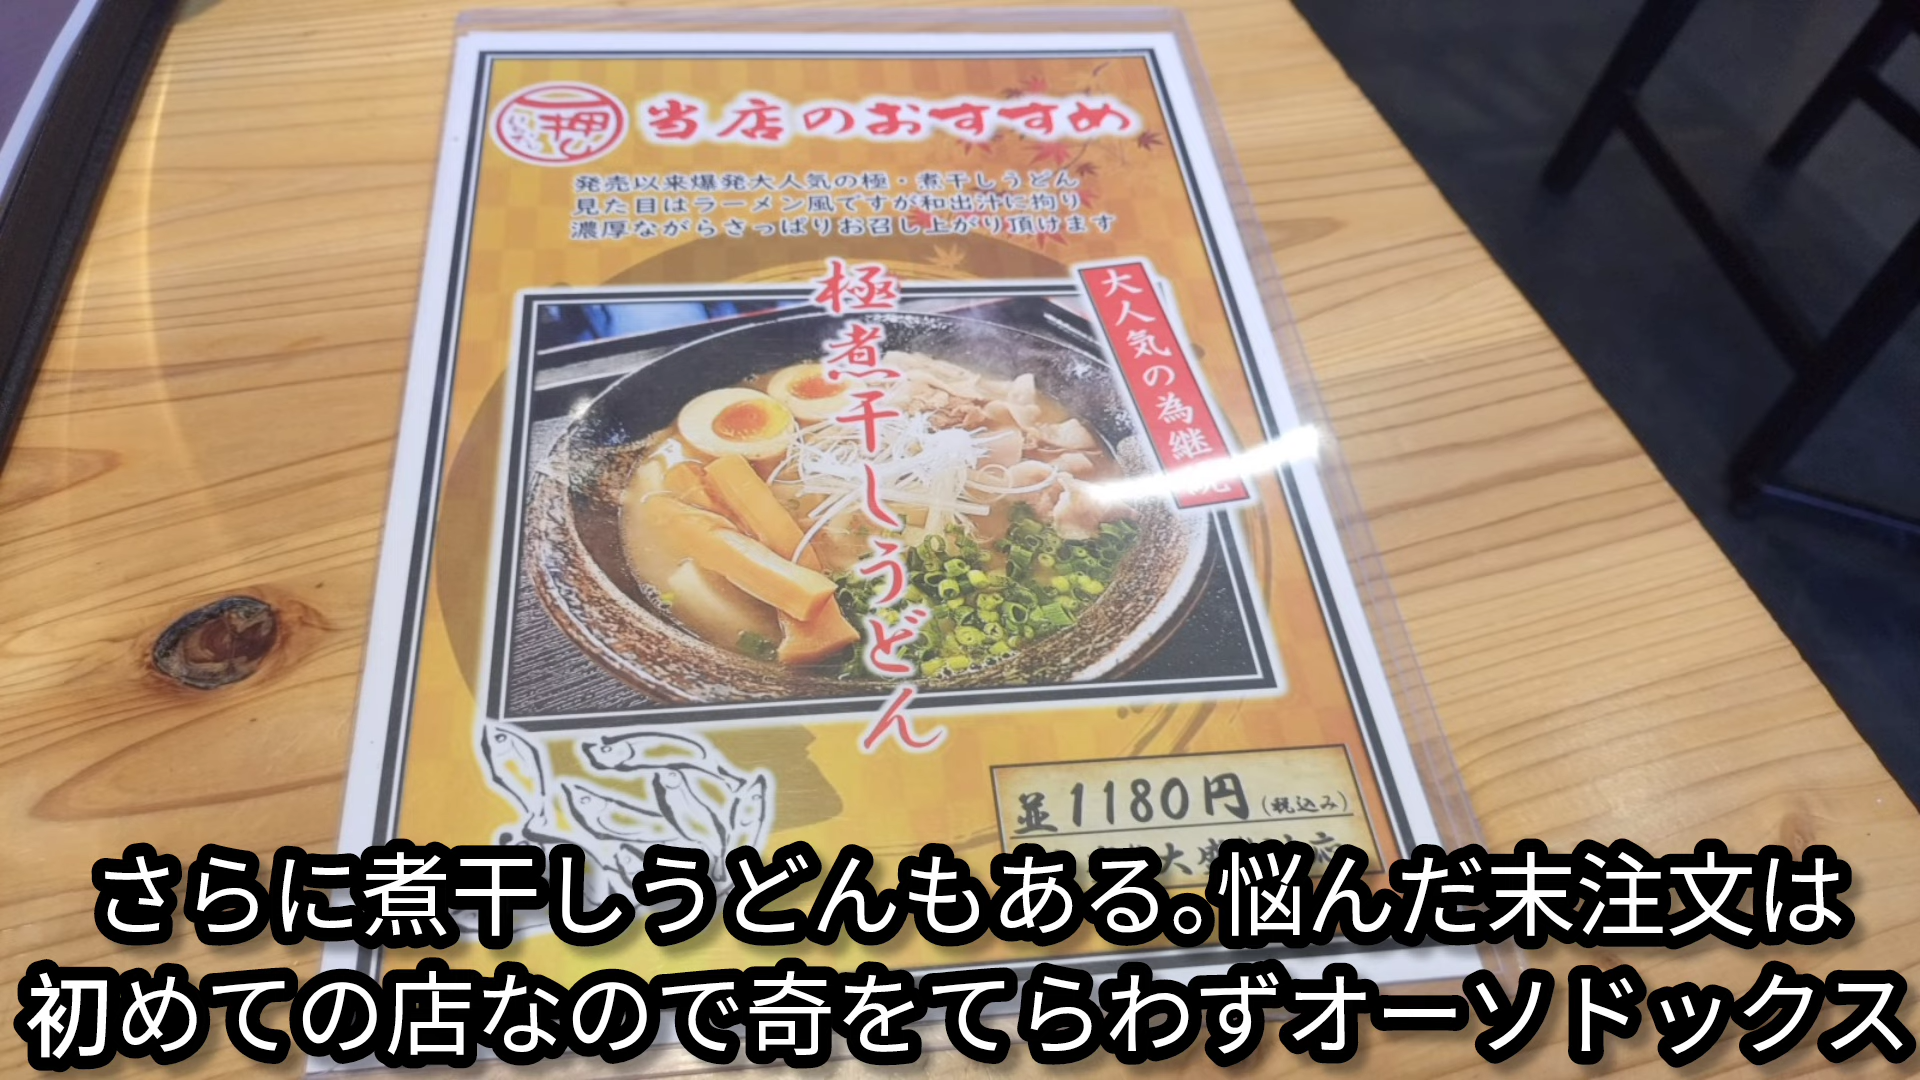 一押し
当店のおすすめ
発売以来爆発大人気の極・煮干しうどん
見た目はラーメン風ですが和出汁に拘り
濃厚ながらさっぱりお召し上がり頂けます
極煮干しうどん
大人気の為継続
並1180円(税込み)
さらに煮干しうどんもある。悩んだ末注文は
初めての店なので奇をてらわずオーソドックス